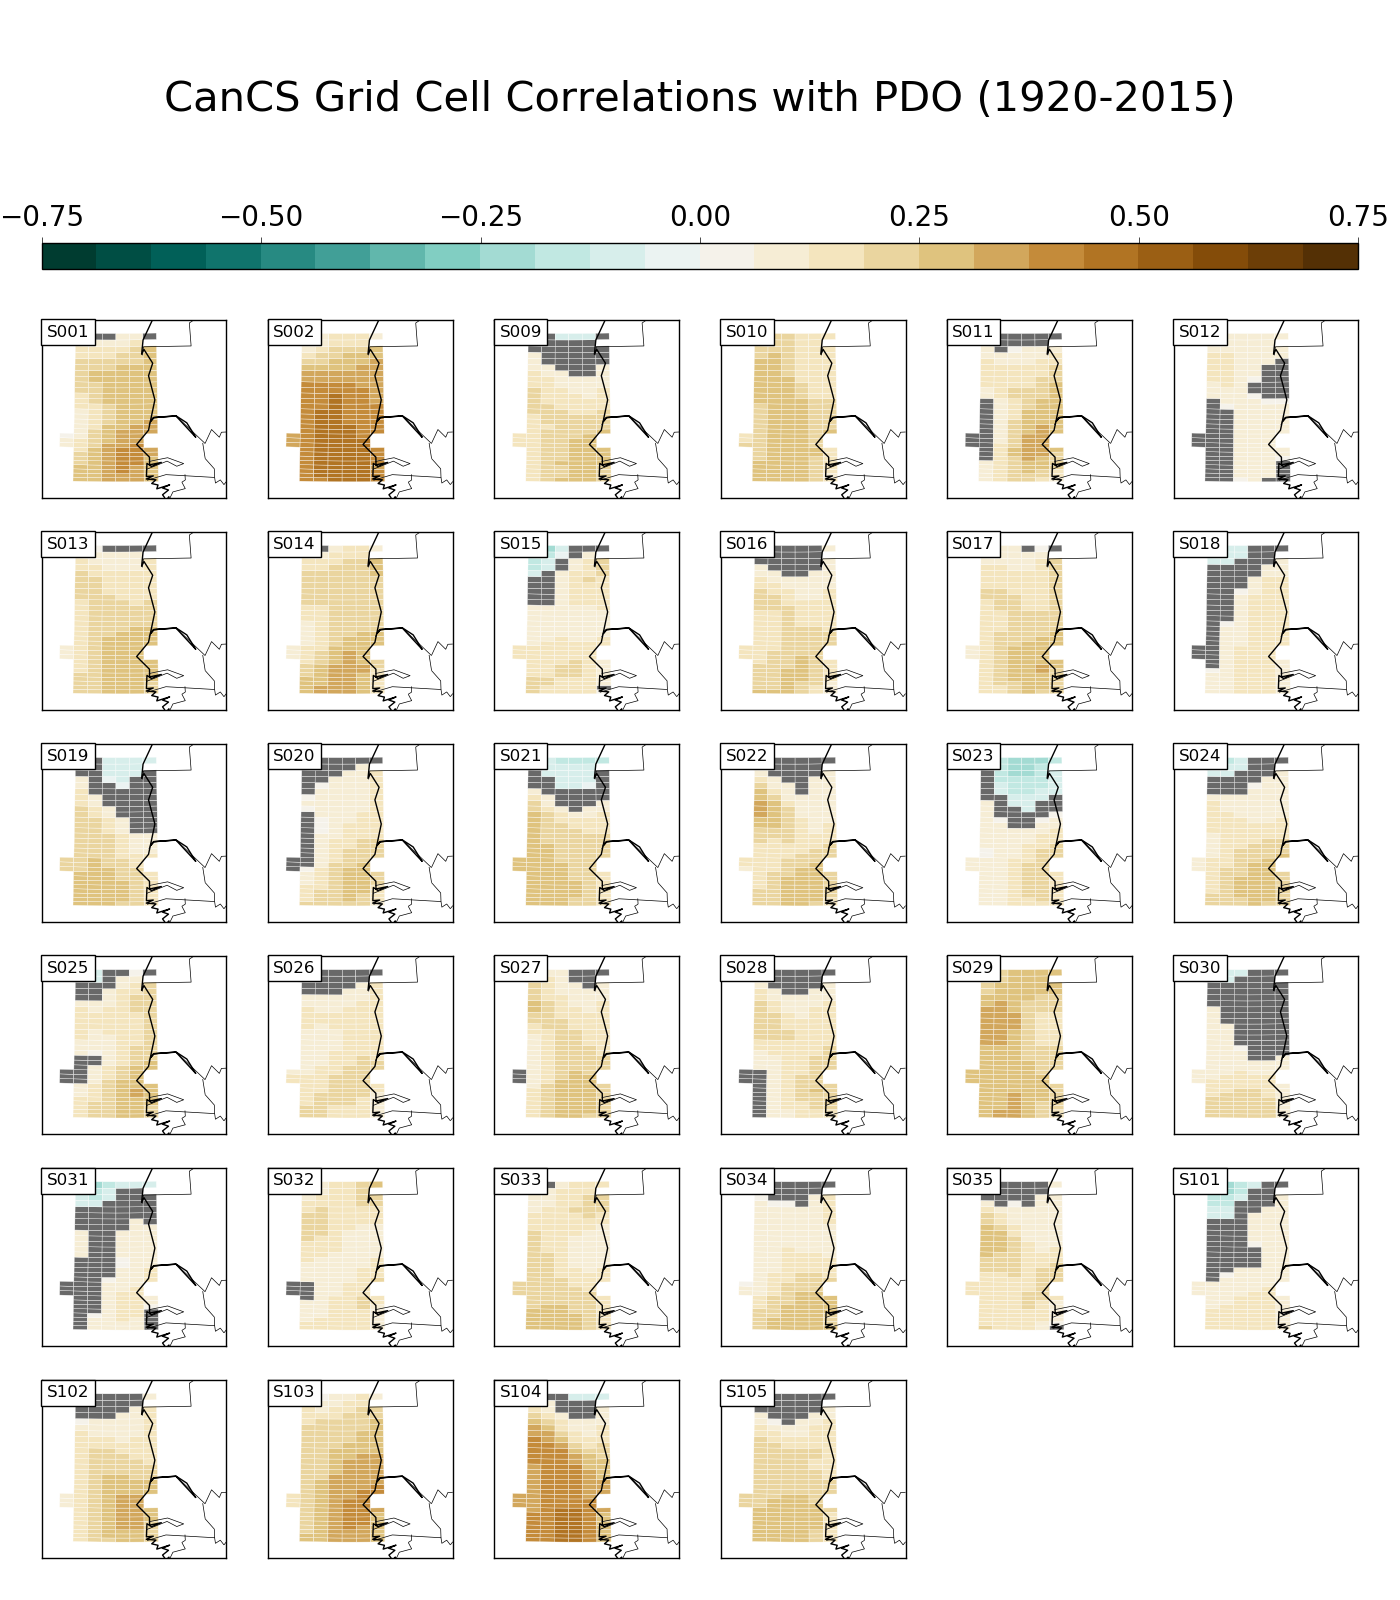 CanCS Grid Cell Correlations with PDO (1920-2015)
−0.75 −0.50 −0.25 0.00 0.25 0.50 0.75
S001 S002 S009 S010 S011 S012
S013 S014 S015 S016 S017 S018
S019 S020 S021 S022 S023 S024
S025 S026 S027 S028 S029 S030
S031 S032 S033 S034 S035 S101
S102 S103 S104 S105